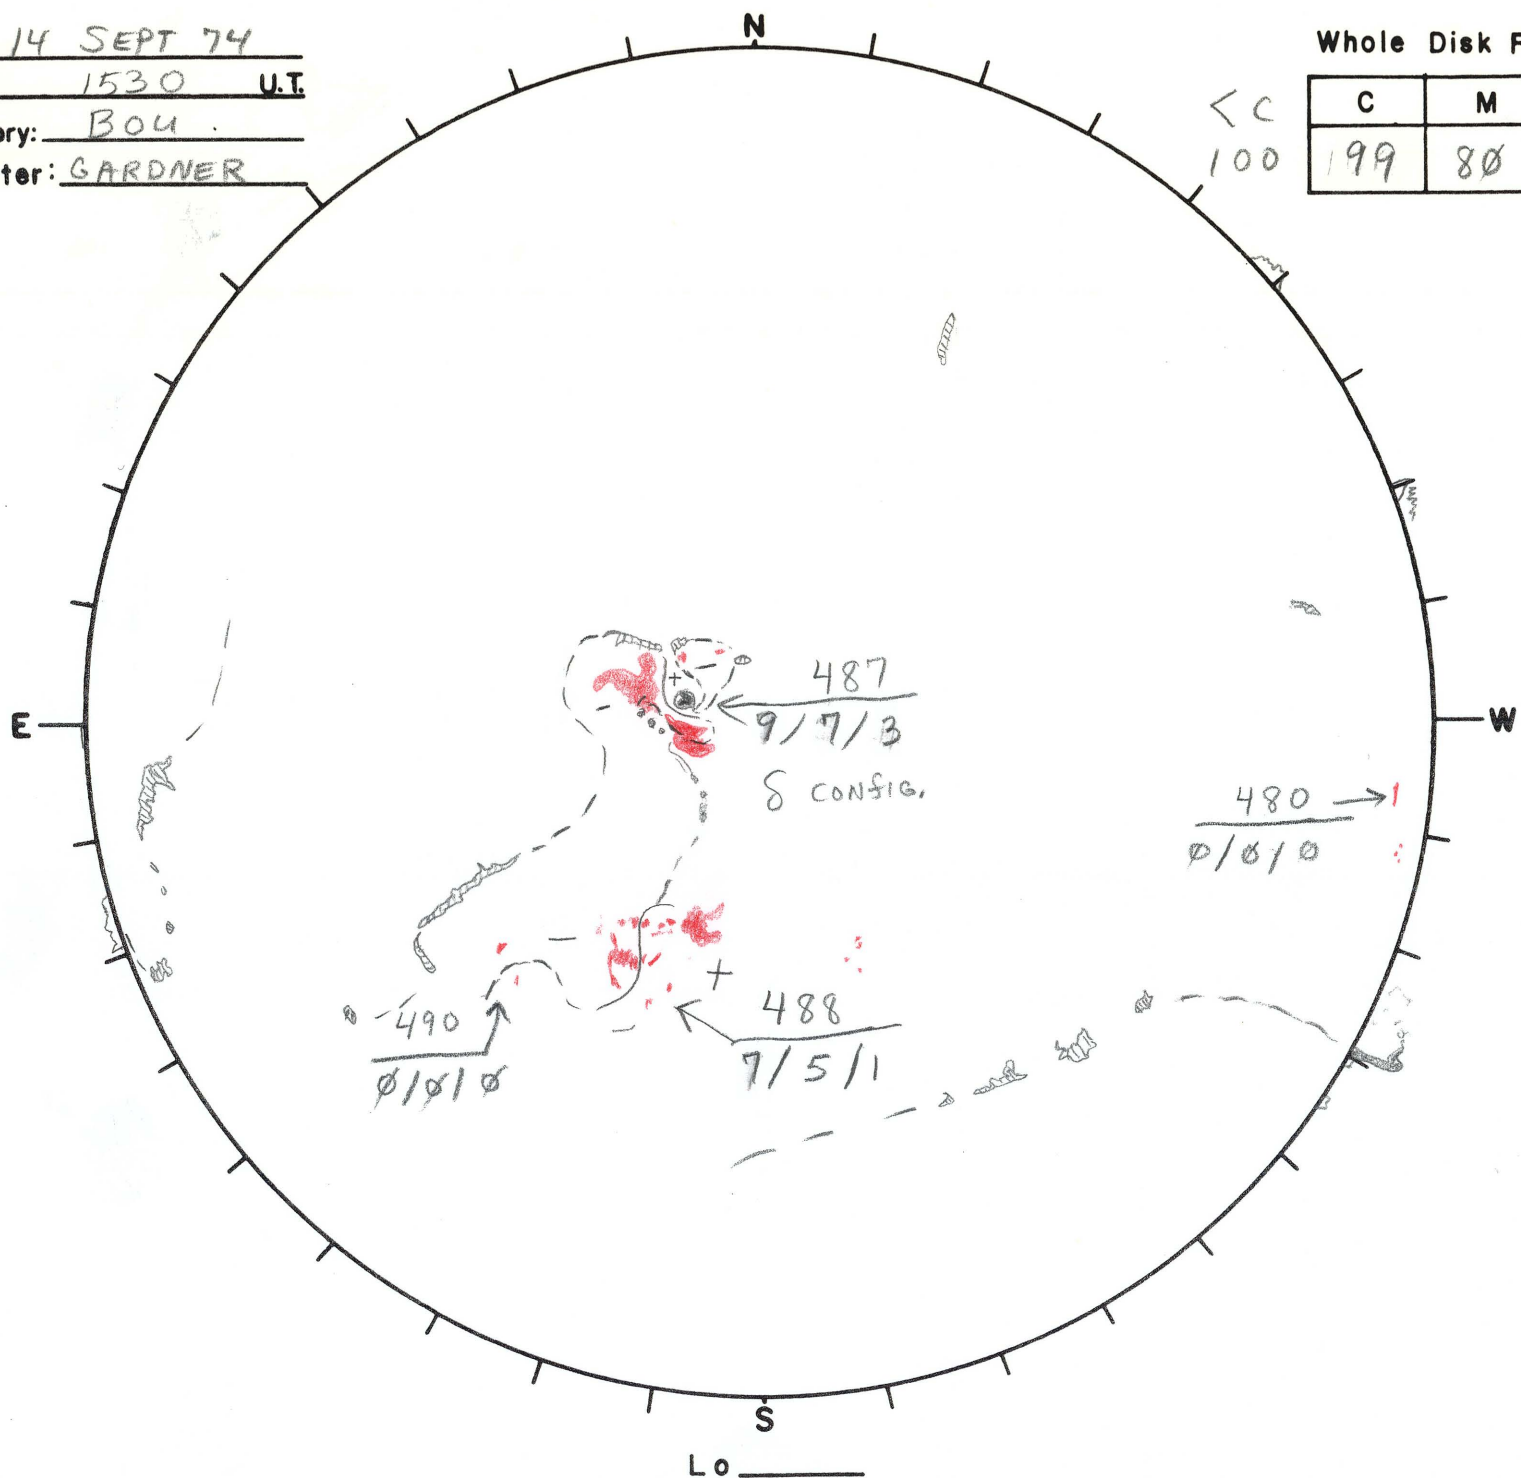 14 SEPT 74
1530 U.T.
ory: BOU.
ter: GARDNER
N
Whole Disk F
C M
<C
100
199 80
487
9/7/3
δ CONFIG.
E
W
480
0/0/0
490
0/0/0
488
7/5/1
S
Lo